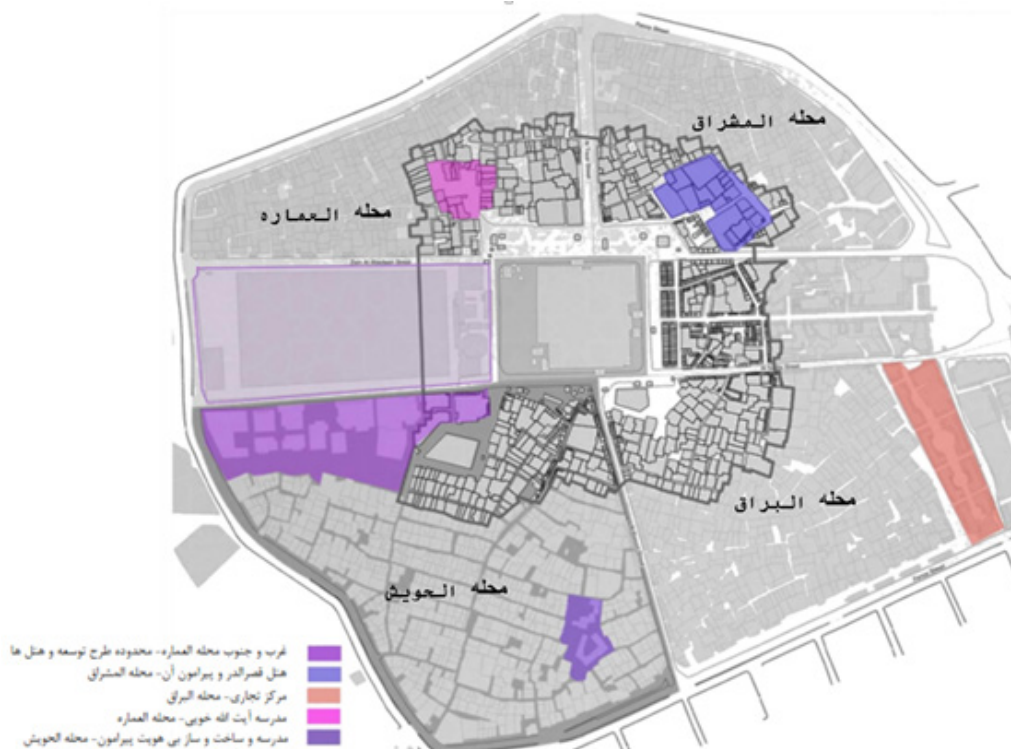 محله المشراق
محله العماره
محله البراق
محله الحویش
غرب و جنوب محله العماره- محدوده طرح توسعه و هتل ها
هتل قصرالدر و پیرامون آن- محله المشراق
مرکز تجاری- محله البراق
مدرسه آیت الله خویی- محله العماره
مدرسه و ساخت و ساز بی هویت پیرامون- محله الحویش